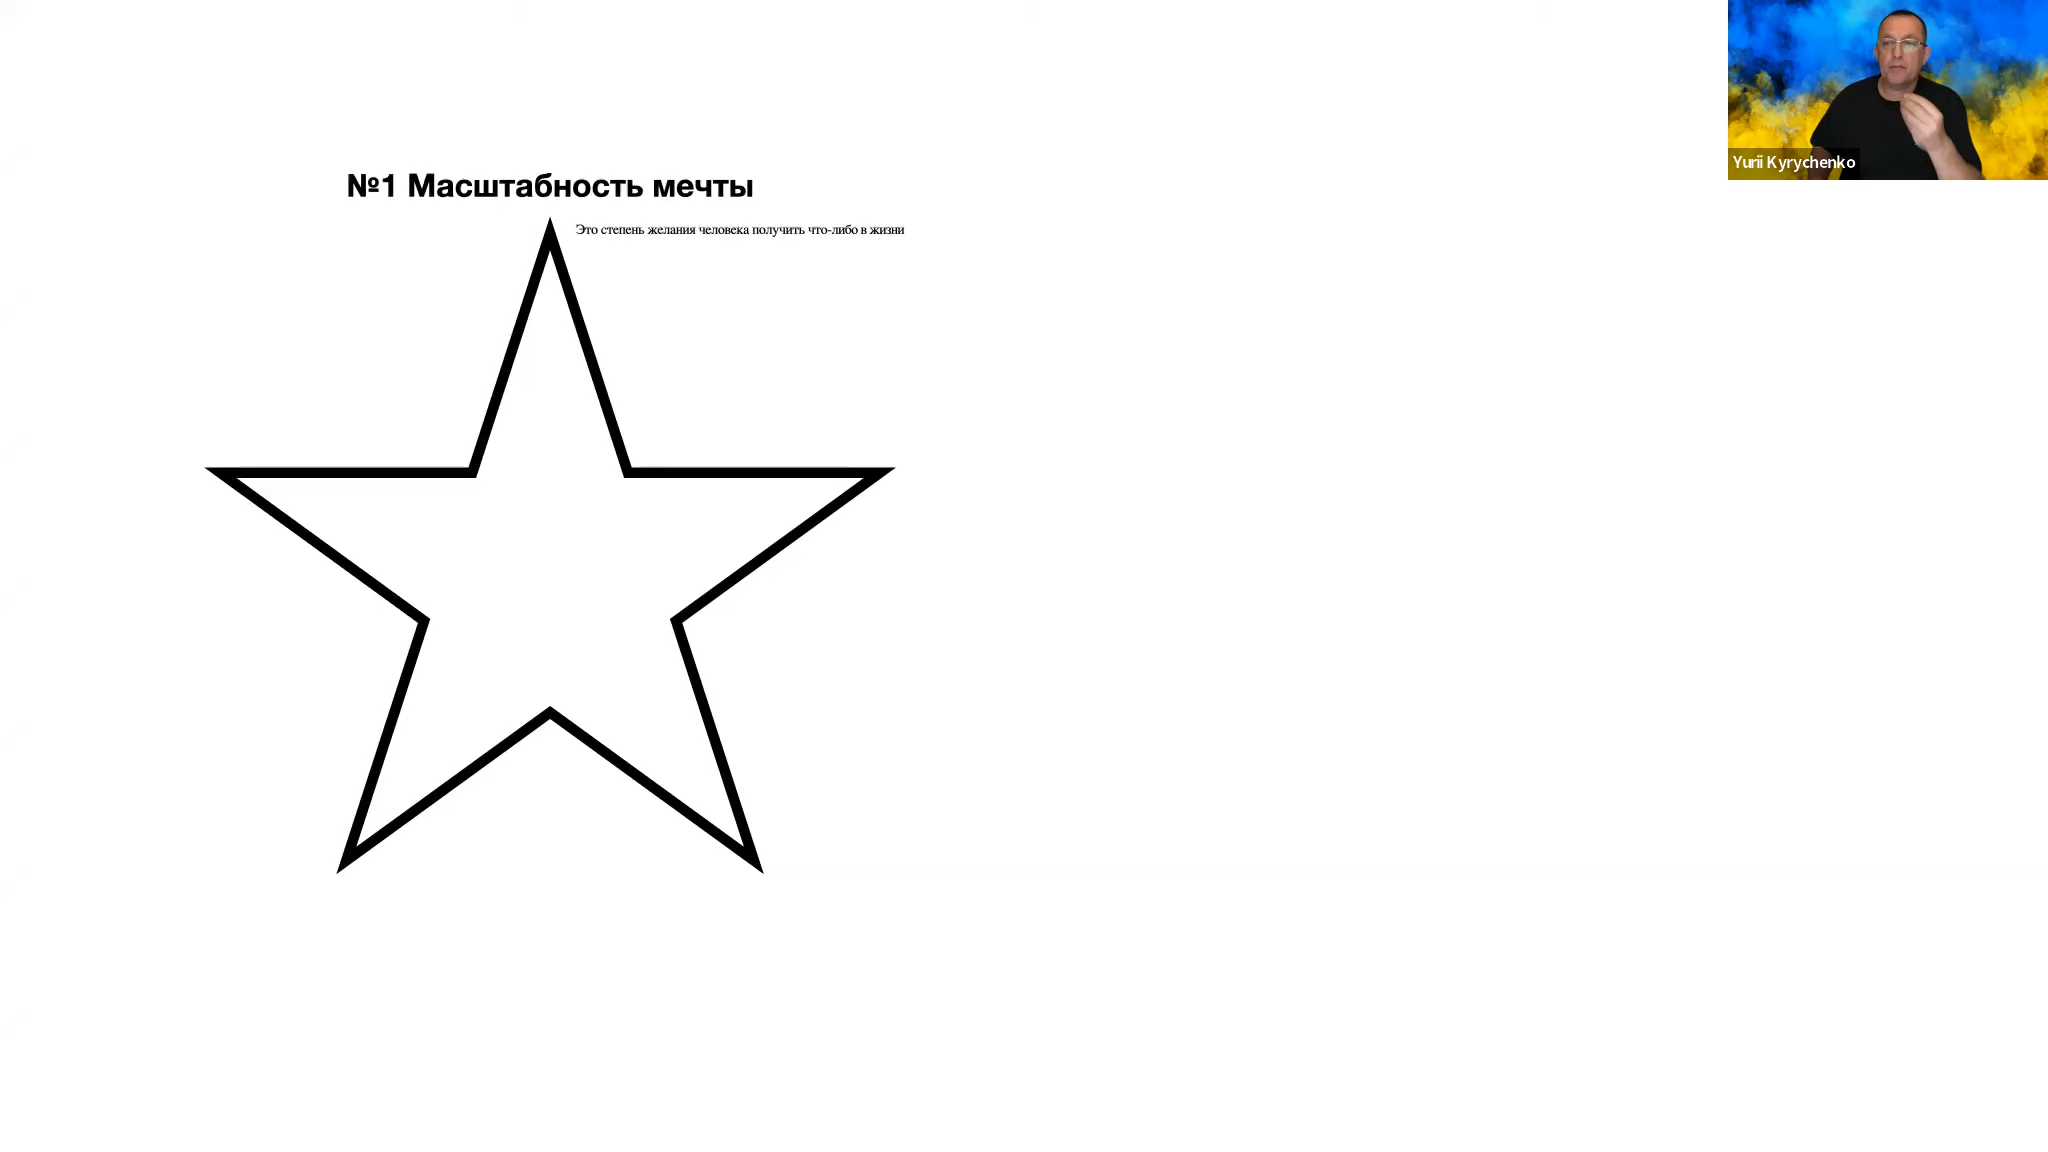 Yurii Kyrychenko
№1 Масштабность мечты
Это степень желания человека получить что-либо в жизни